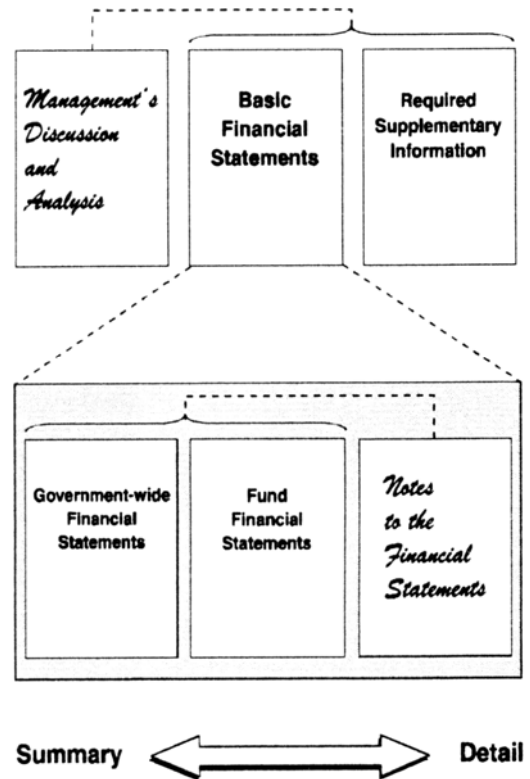 Management's
Discussion
and
Analysis
Basic
Financial
Statements
Required
Supplementary
Information
Government-wide
Financial
Statements
Fund
Financial
Statements
Notes
to the
Financial
Statements
Summary
Detail